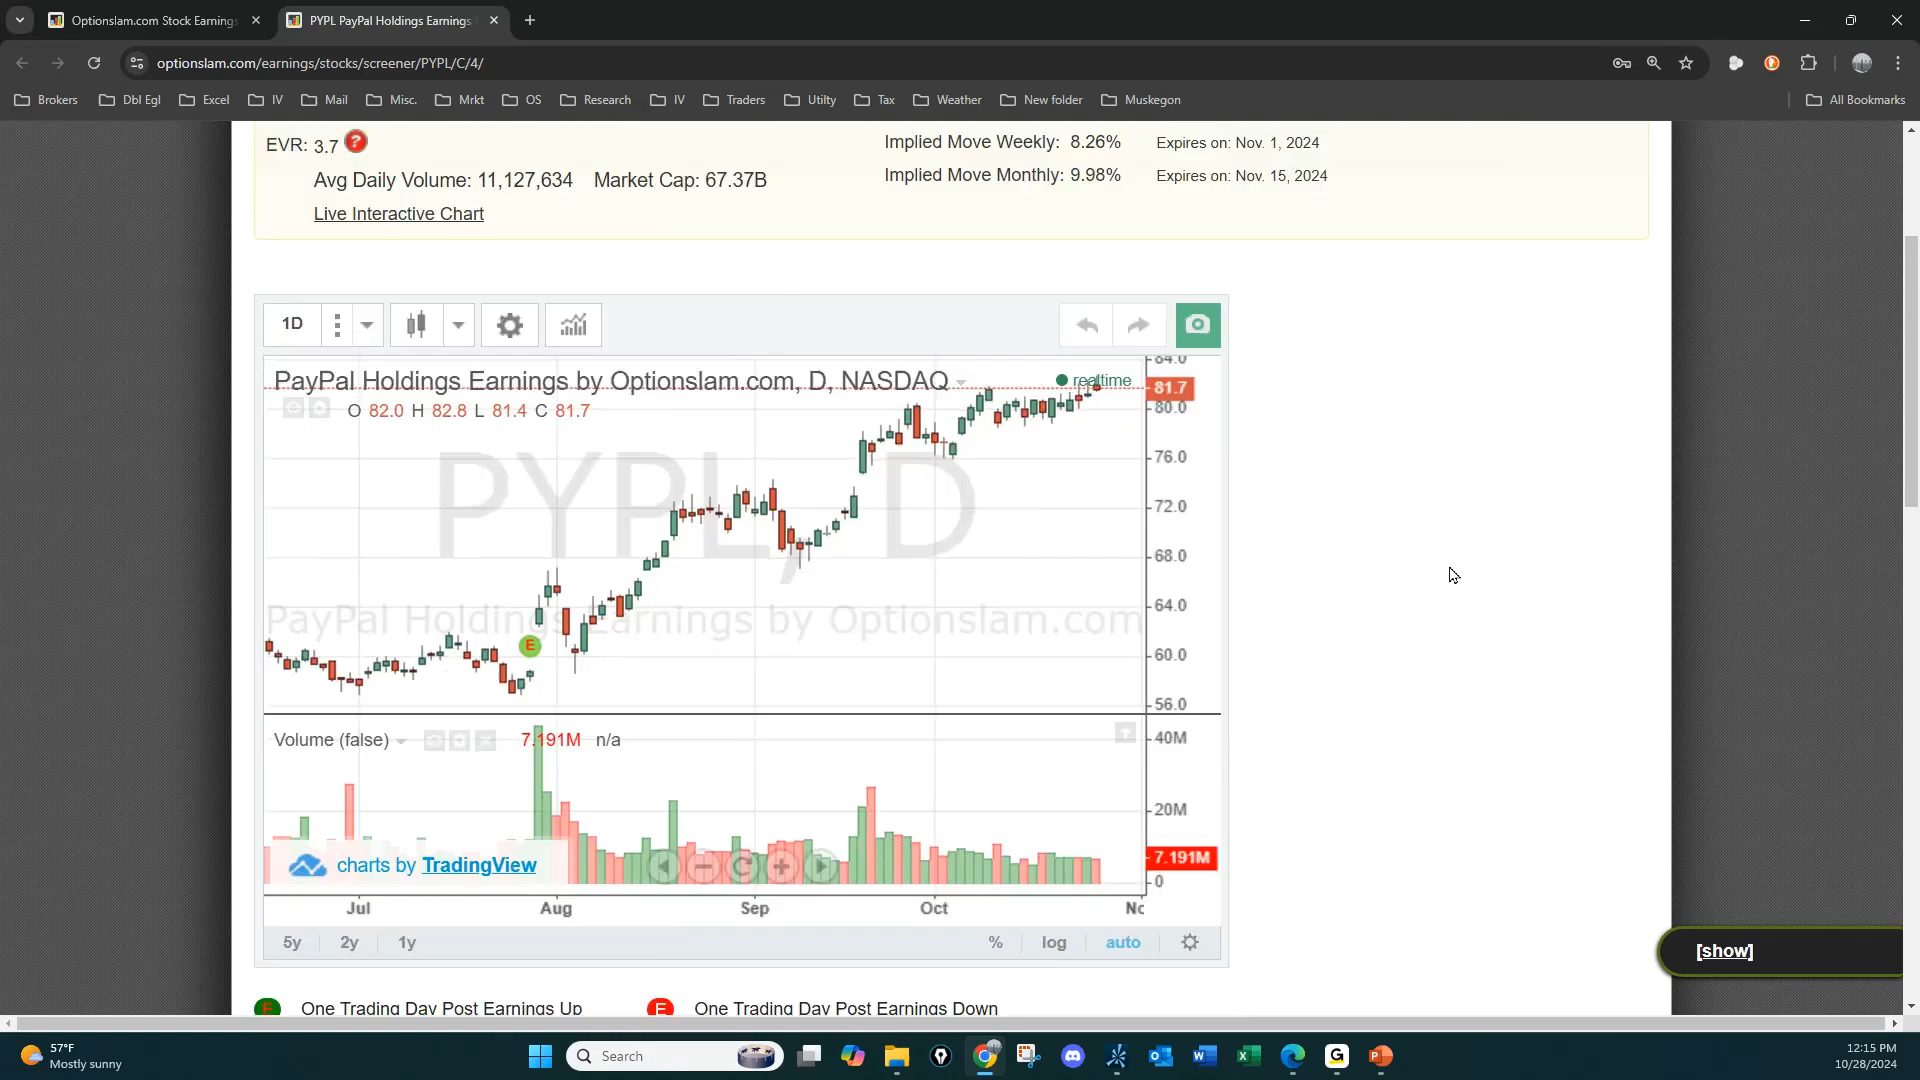 Optionslam.com Stock Earnings
PYPL PayPal Holdings Earnings
optionslam.com/earnings/stocks/screener/PYPL/C/4/
Brokers Dbl Egl Excel IV Mail Misc. Mrkt OS Research IV Traders Utilty Tax Weather New folder Muskegon All Bookmarks
EVR: 3.7 ?
Implied Move Weekly: 8.26% Expires on: Nov. 1, 2024
Avg Daily Volume: 11,127,634 Market Cap: 67.37B
Implied Move Monthly: 9.98% Expires on: Nov. 15, 2024
Live Interactive Chart
1D
PayPal Holdings Earnings by Optionslam.com, D, NASDAQ
realtime
O 82.0 H 82.8 L 81.4 C 81.7
84.0
81.7
80.0
76.0
72.0
68.0
64.0
60.0
56.0
PYPL, D
PayPal Holdings Earnings by Optionslam.com
E
Volume (false) 7.191M n/a
40M
20M
7.191M
0
charts by TradingView
Jul Aug Sep Oct Nc
5y 2y 1y % log auto
[show]
E One Trading Day Post Earnings Up E One Trading Day Post Earnings Down
57°F
Mostly sunny
Search
12:15 PM
10/28/2024